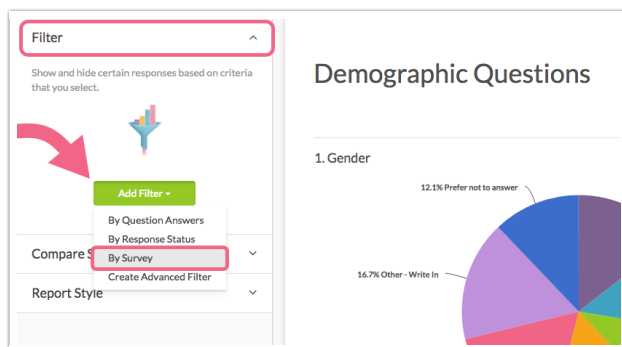 Filter
Show and hide certain responses based on criteria
that you select.
Add Filter
By Question Answers
By Response Status
By Survey
Create Advanced Filter
Compare S
Report Style
Demographic Questions
1. Gender
12.1% Prefer not to answer
16.7% Other - Write In